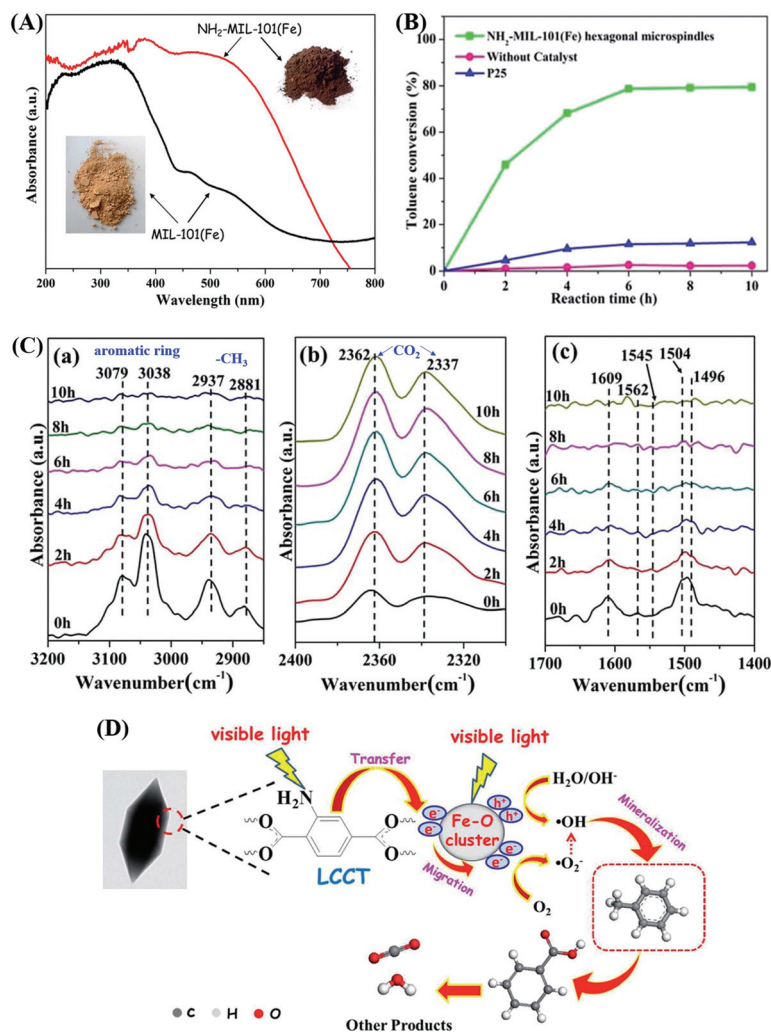 (A)
NH2-MIL-101(Fe)
MIL-101(Fe)
Absorbance (a.u.)
200 300 400 500 600 700 800
Wavelength (nm)
(B)
NH2-MIL-101(Fe) hexagonal microspindles
Without Catalyst
P25
Toluene conversion (%)
100
80
60
40
20
0
0 2 4 6 8 10
Reaction time (h)
(C)
(a)
aromatic ring
-CH3
3079 3038 2937 2881
10h
8h
6h
4h
2h
0h
Absorbance (a.u.)
3200 3100 3000 2900
Wavenumber(cm-1)
(b)
CO2
2362 2337
10h
8h
6h
4h
2h
0h
Absorbance (a.u.)
2400 2360 2320
Wavenumber(cm-1)
(c)
1609 1562 1545 1504 1496
10h
8h
6h
4h
2h
0h
Absorbance (a.u.)
1700 1600 1500 1400
Wavenumber(cm-1)
(D)
visible light
Transfer
visible light
H2N
O O
O O
LCCT
e-
e-
Fe-O
cluster
h+
h+
e-
e-
Migration
H2O/OH-
•OH
•O2-
O2
Mineralization
C H O
Other Products